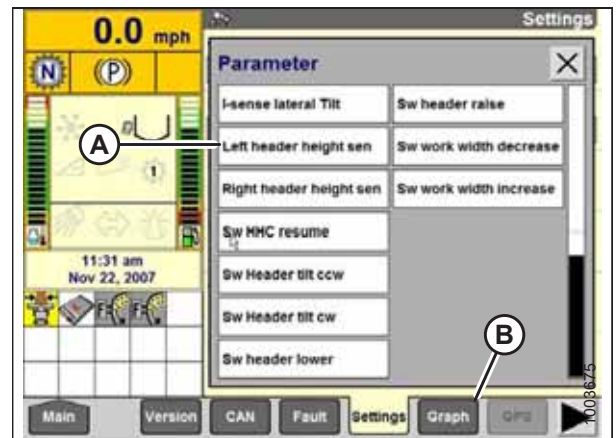 0.0 mph
Settings
N
(P)
Parameter
X
I-sense lateral Tilt
Sw header raise
A
Left header height sen
Sw work width decrease
1
Right header height sen
Sw work width increase
Sw HHC resume
11:31 am
Nov 22, 2007
Sw Header tilt ccw
Sw Header tilt cw
Sw header lower
B
Main
Version
CAN
Fault
Settings
Graph
GPS
1003675